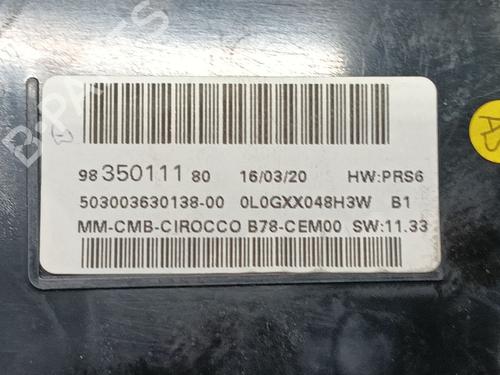 98 350111 80 16/03/20 HW:PRS6
503003630138-00 0L0GXX048H3W B1
MM-CMB-CIROCCO B78-CEM00 SW:11.33
B-PARTS